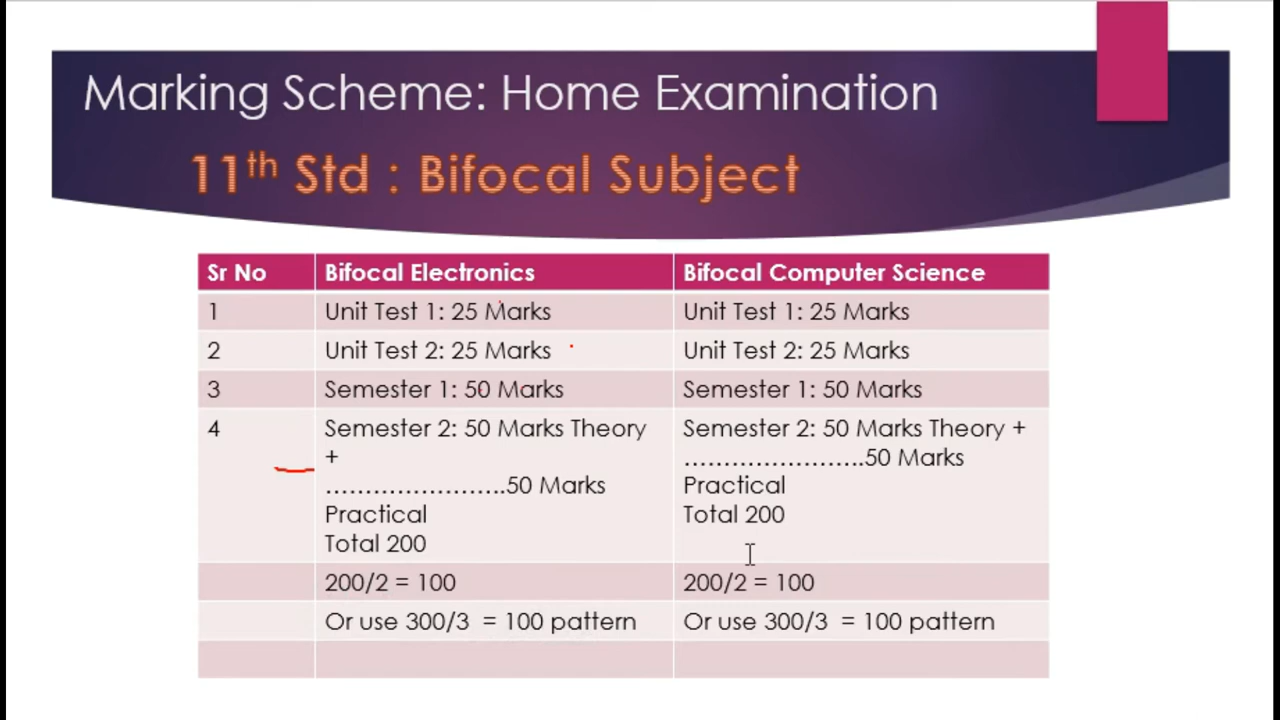 Marking Scheme: Home Examination
11th Std : Bifocal Subject
Sr No Bifocal Electronics Bifocal Computer Science
1 Unit Test 1: 25 Marks Unit Test 1: 25 Marks
2 Unit Test 2: 25 Marks Unit Test 2: 25 Marks
3 Semester 1: 50 Marks Semester 1: 50 Marks
4
Semester 2: 50 Marks Theory
+
…………………..50 Marks
Practical
Total 200
Semester 2: 50 Marks Theory +
…………………..50 Marks
Practical
Total 200
200/2 = 100 200/2 = 100
Or use 300/3  = 100 pattern Or use 300/3  = 100 pattern